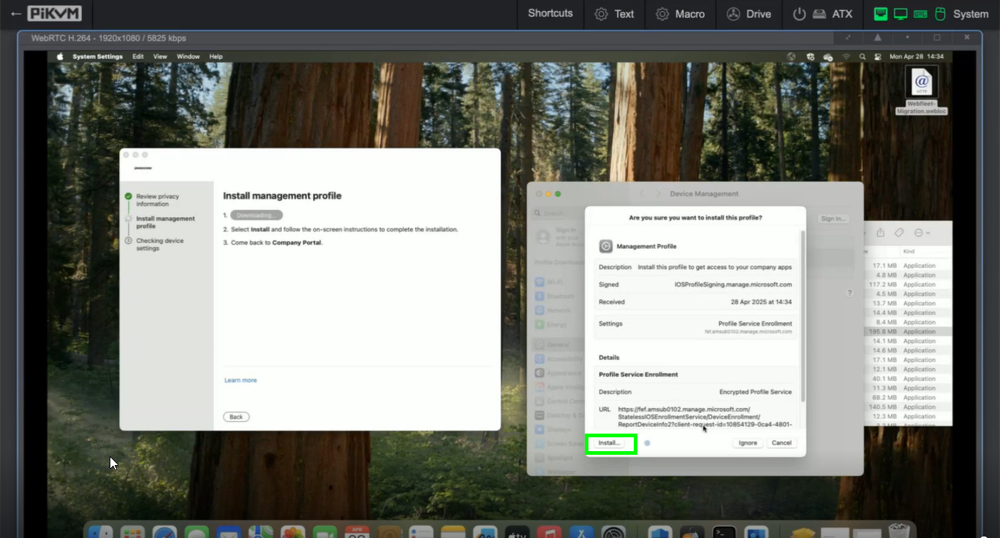 PiKVM
Shortcuts
Text
Macro
Drive
ATX
System
WebRTC H.264 - 1920x1080 / 5825 kbps
System Settings Edit View Window Help
Mon Apr 28 14:34
@
HTTP
Webfleet-
Migration.webloc
Review privacy
information
Install management
profile
3 Checking device
settings
Install management profile
1. Downloading...
2. Select Install and follow the on-screen instructions to complete the installation.
3. Come back to Company Portal.
Learn more
Back
Device Management
Search
Sign in
with your
Sign in...
Wi-Fi
Bluetooth
Network
Energy
General
Accessibility
Appearance
Displays
Screen Saver
Spotlight
Wallpaper
?
Are you sure you want to install this profile?
Management Profile
Description Install this profile to get access to your company apps
Signed IOSProfileSigning.manage.microsoft.com
Received 28 Apr 2025 at 14:34
Settings Profile Service Enrollment
fef.amsub0102.manage.microsoft.com
Details
Profile Service Enrollment
Description Encrypted Profile Service
URL https://fef.amsub0102.manage.microsoft.com/
StatelessIOSEnrollmentService/DeviceEnrollment/
ReportDeviceInfo2?client-request-id=10854129-0ca4-4801-
Install...
Ignore
Cancel
Kind
17.1 MB Application
4.8 MB Application
117.2 MB Application
4.5 MB Application
13.7 MB Application
14.4 MB Application
8.4 MB Application
195.8 MB Application
14.1 MB Application
14.6 MB Application
17.1 MB Application
12.1 MB Application
40.1 MB Application
11.3 MB Application
68.2 MB Application
140.5 MB Application
12.3 MB Application
APR
tv